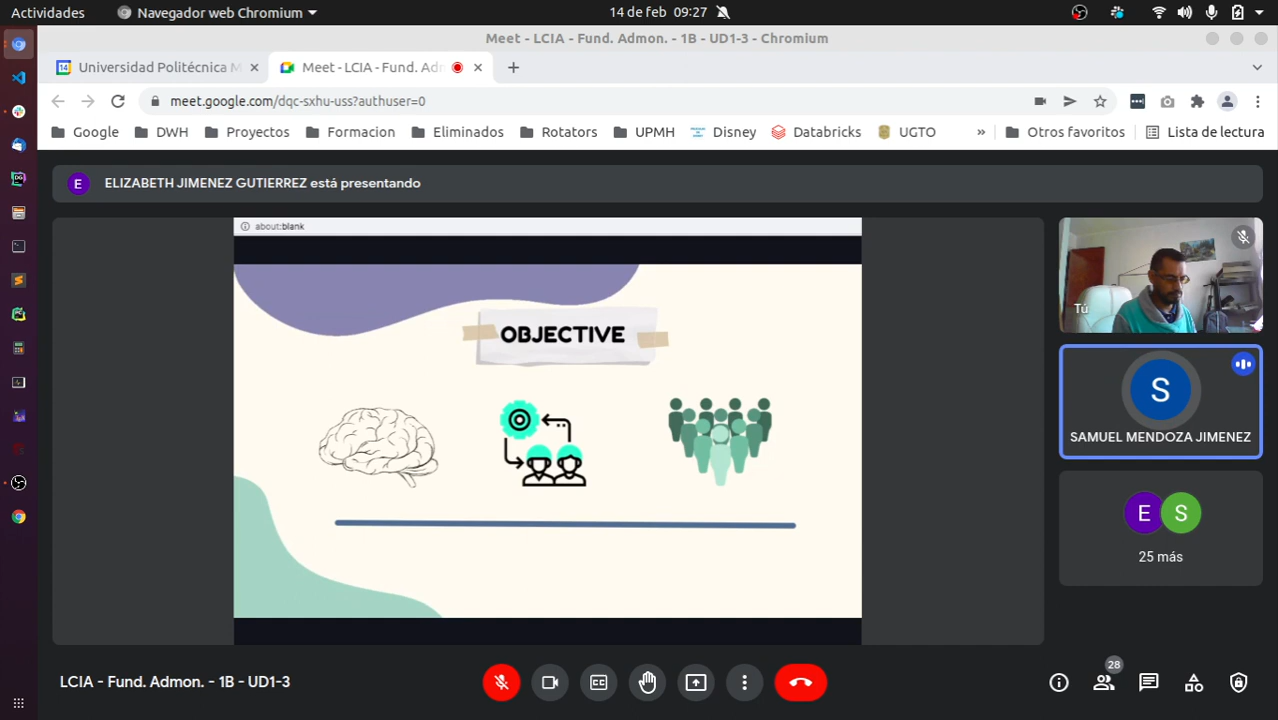 Actividades
Navegador web Chromium
14 de feb 09:27
Meet - LCIA - Fund. Admon. - 1B - UD1-3 - Chromium
Universidad Politécnica M
Meet - LCIA - Fund. Adm
meet.google.com/dqc-sxhu-uss?authuser=0
Google
DWH
Proyectos
Formacion
Eliminados
Rotators
UPMH
Disney
Databricks
UGTO
»
Otros favoritos
Lista de lectura
E
ELIZABETH JIMENEZ GUTIERREZ está presentando
about:blank
OBJECTIVE
Tú
S
SAMUEL MENDOZA JIMENEZ
E
S
25 más
LCIA - Fund. Admon. - 1B - UD1-3
28